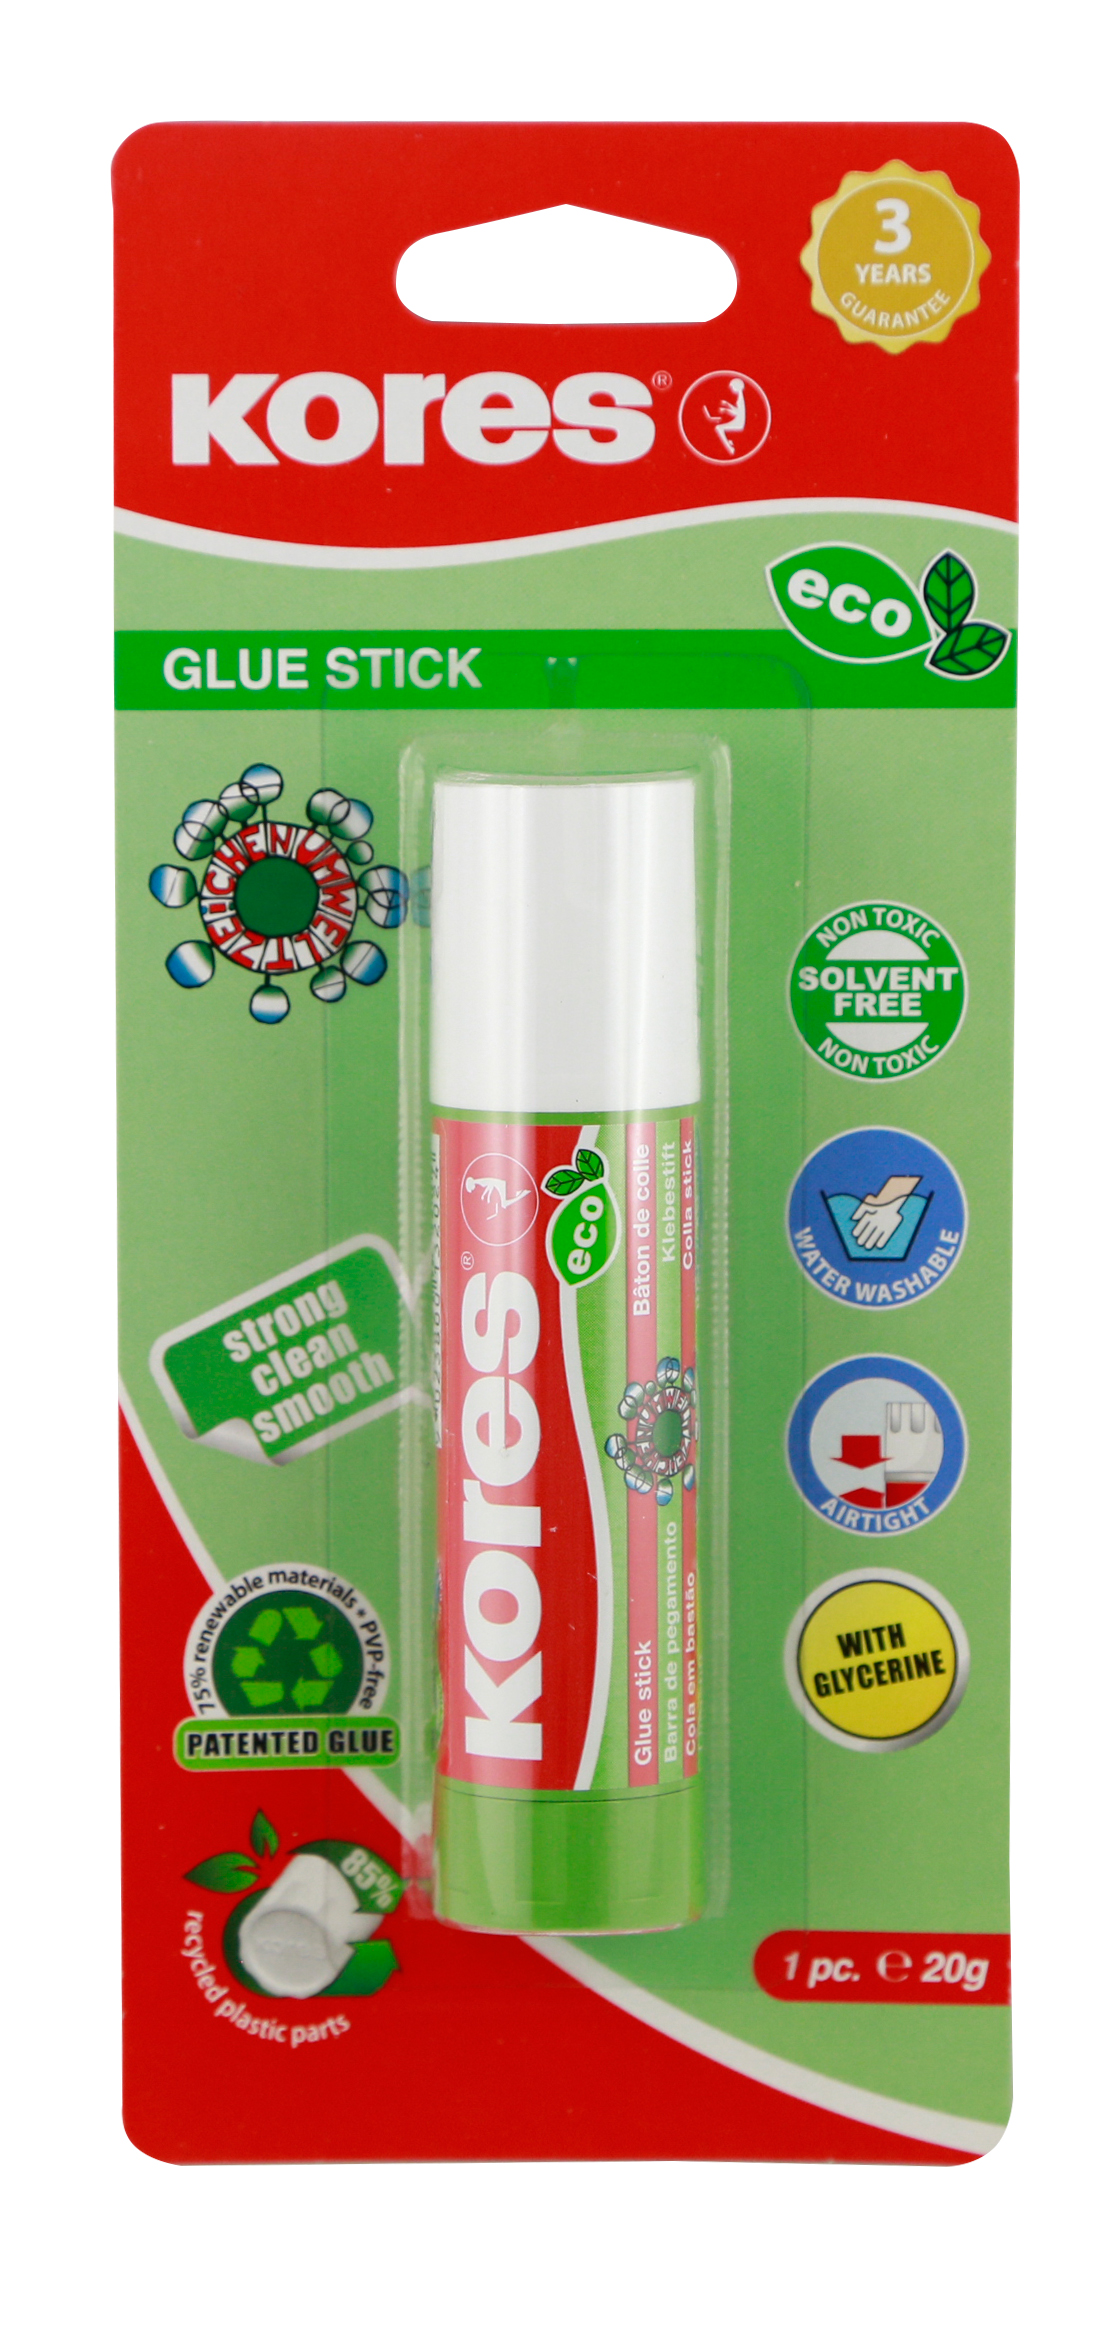 3
YEARS
GUARANTEE
Kores®
eco
GLUE STICK
UMWELTZEICHEN
NON TOXIC
SOLVENT
FREE
NON TOXIC
WATER WASHABLE
strong
clean
smooth
AIRTIGHT
75% renewable materials • PVP-free
PATENTED GLUE
WITH
GLYCERINE
85%
recycled plastic parts
1 pc. ℮ 20g
Kores®
eco
Glue stick
Bâton de colle
Barra de pegamento
Klebestift
Cola em bastão
Colla stick
UMWELTZEICHEN